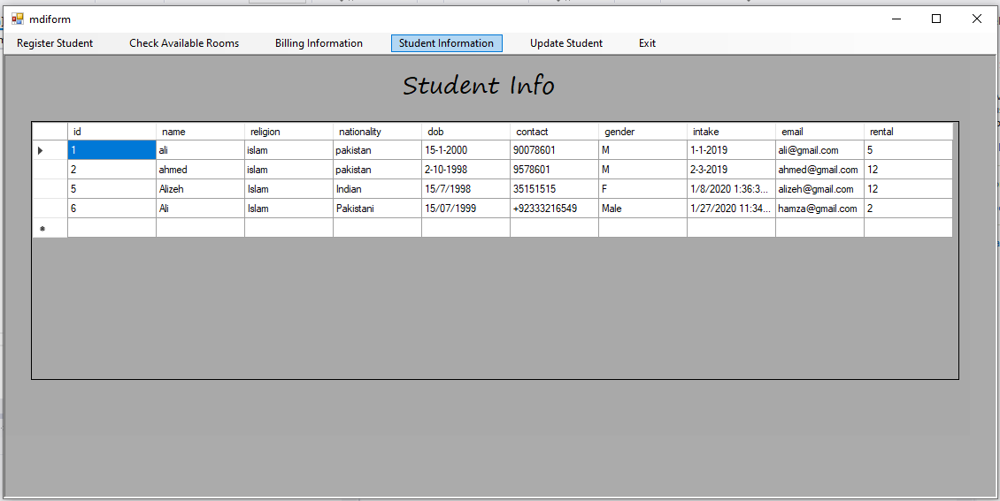 mdiform
Register Student Check Available Rooms Billing Information Student Information Update Student Exit
Student Info
id name religion nationality dob contact gender intake email rental
1 ali islam pakistan 15-1-2000 90078601 M 1-1-2019 ali@gmail.com 5
2 ahmed islam pakistan 2-10-1998 9578601 M 2-3-2019 ahmed@gmail.com 12
5 Alizeh Islam Indian 15/7/1998 35151515 F 1/8/2020 1:36:3... alizeh@gmail.com 12
6 Ali Islam Pakistani 15/07/1999 +92333216549 Male 1/27/2020 11:34... hamza@gmail.com 2